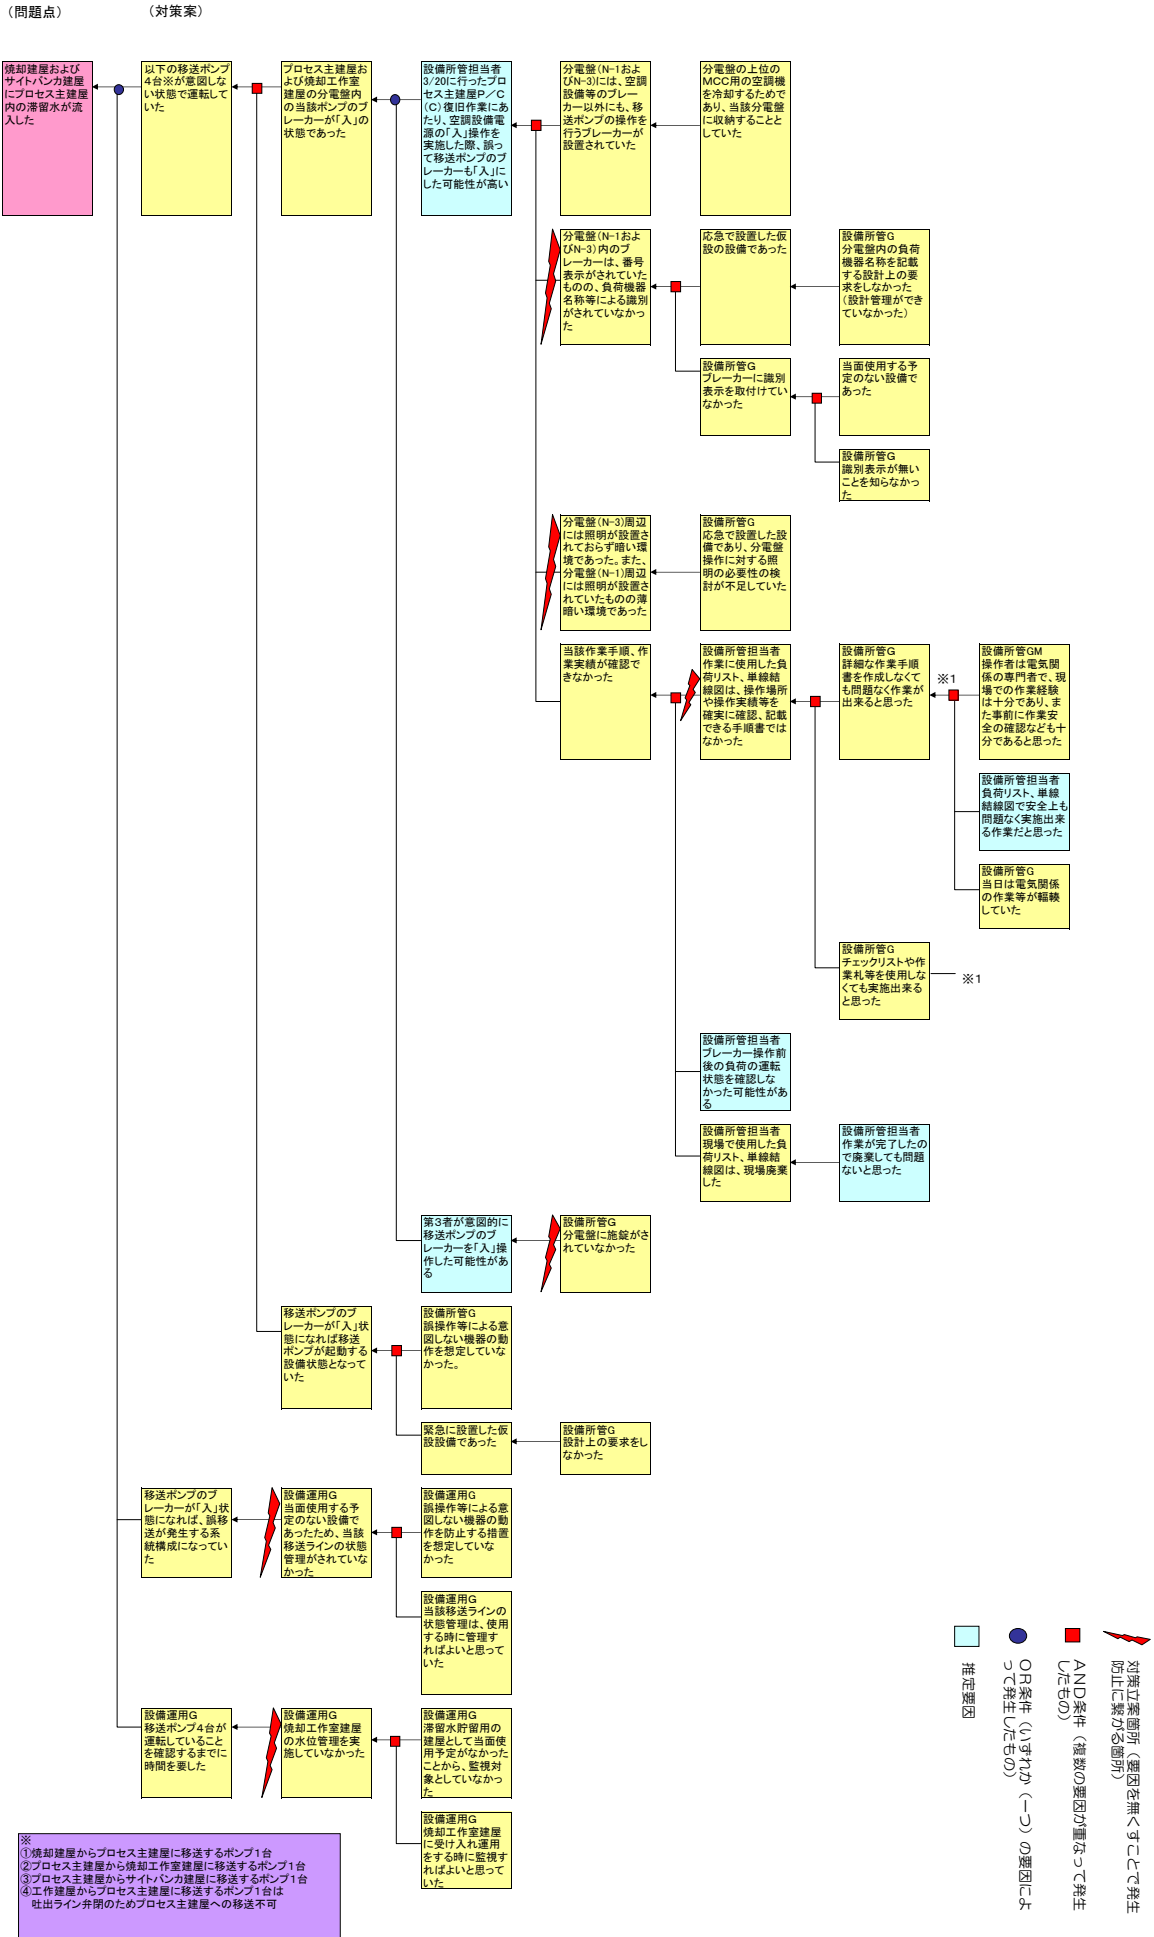 （問題点）
（対策案）
焼却建屋および
サイトバンカ建屋
にプロセス主建屋
内の滞留水が流
入した
以下の移送ポンプ
4台※が意図しな
い状態で運転して
いた
プロセス主建屋お
よび焼却工作室
建屋の分電盤内
の当該ポンプのブ
レーカーが「入」の
状態であった
設備所管担当者
3/20に行ったプロ
セス主建屋P／C
(C)復旧作業にあ
たり、空調設備電
源の「入」操作を
実施した際、誤っ
て移送ポンプのブ
レーカーも「入」に
した可能性が高い
分電盤（N-1およ
びN-3）には、空調
設備等のブレー
カー以外にも、移
送ポンプの操作を
行うブレーカーが
設置されていた
分電盤の上位の
MCC用の空調機
を冷却するためで
あり、当該分電盤
に収納することと
していた
分電盤（N-1およ
びN-3）内のブ
レーカーは、番号
表示がされていた
ものの、負荷機器
名称等による識別
がされていなかっ
た
応急で設置した仮
設の設備であった
設備所管G
分電盤内の負荷
機器名称を記載
する設計上の要
求をしなかった
（設計管理ができ
ていなかった）
設備所管G
ブレーカーに識別
表示を取付けてい
なかった
当面使用する予
定のない設備で
あった
設備所管G
識別表示が無い
ことを知らなかっ
た
分電盤（N-3）周辺
には照明が設置さ
れておらず暗い環
境であった。また、
分電盤（N-1）周辺
には照明が設置さ
れていたものの薄
暗い環境であった
設備所管G
応急で設置した設
備であり、分電盤
操作に対する照
明の必要性の検
討が不足していた
当該作業手順、作
業実績が確認で
きなかった
設備所管担当者
作業に使用した負
荷リスト、単線結
線図は、操作場所
や操作実績等を
確実に確認、記載
できる手順書では
なかった
設備所管G
詳細な作業手順
書を作成しなくて
も問題なく作業が
出来ると思った
※1
設備所管GM
操作者は電気関
係の専門者で、現
場での作業経験
は十分であり、ま
た事前に作業安
全の確認なども十
分であると思った
設備所管担当者
負荷リスト、単線
結線図で安全上も
問題なく実施出来
る作業だと思った
設備所管G
当日は電気関係
の作業等が輻輳
していた
設備所管G
チェックリストや作
業札等を使用しな
くても実施出来る
と思った
※1
設備所管担当者
ブレーカー操作前
後の負荷の運転
状態を確認しな
かった可能性があ
る
設備所管担当者
現場で使用した負
荷リスト、単線結
線図は、現場廃棄
した
設備所管担当者
作業が完了したの
で廃棄しても問題
ないと思った
第3者が意図的に
移送ポンプのブ
レーカーを「入」操
作した可能性があ
る
設備所管G
分電盤に施錠がさ
れていなかった
移送ポンプのブ
レーカーが「入」状
態になれば移送
ポンプが起動する
設備状態となって
いた
設備所管G
誤操作等による意
図しない機器の動
作を想定していな
かった。
緊急に設置した仮
設設備であった
設備所管G
設計上の要求をし
なかった
移送ポンプのブ
レーカーが「入」状
態になれば、誤移
送が発生する系
統構成になってい
た
設備運用G
当面使用する予
定のない設備で
あったため、当該
移送ラインの状態
管理がされていな
かった
設備運用G
誤操作等による意
図しない機器の動
作を防止する措置
を想定していな
かった
設備運用G
当該移送ラインの
状態管理は、使用
する時に管理す
ればよいと思って
いた
設備運用G
移送ポンプ4台が
運転していること
を確認するまでに
時間を要した
設備運用G
焼却工作室建屋
の水位管理を実
施していなかった
設備運用G
滞留水貯留用の
建屋として当面使
用予定がなかった
ことから、監視対
象としていなかっ
た
設備運用G
焼却工作室建屋
に受け入れ運用
をする時に監視す
ればよいと思って
いた
対策立案箇所（要因を無くすことで発生
防止に繋がる箇所）
AND条件（複数の要因が重なって発生
したもの）
OR条件（いずれか（一つ）の要因によ
って発生したもの）
推定要因
※
①焼却建屋からプロセス主建屋に移送するポンプ1台
②プロセス主建屋から焼却工作室建屋に移送するポンプ1台
③プロセス主建屋からサイトバンカ建屋に移送するポンプ1台
④工作建屋からプロセス主建屋に移送するポンプ1台は
吐出ライン弁閉のためプロセス主建屋への移送不可